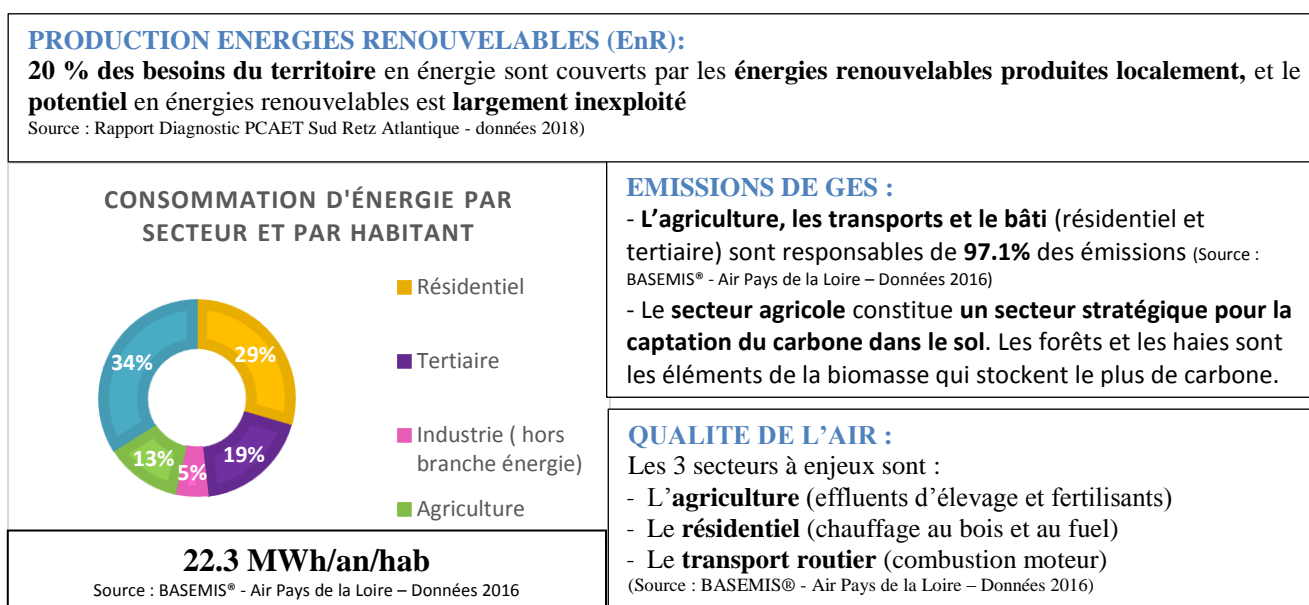 PRODUCTION ENERGIES RENOUVELABLES (EnR):
20 % des besoins du territoire en énergie sont couverts par les énergies renouvelables produites localement, et le
potentiel en énergies renouvelables est largement inexploité
Source : Rapport Diagnostic PCAET Sud Retz Atlantique - données 2018)
CONSOMMATION D'ÉNERGIE PAR
SECTEUR ET PAR HABITANT
34%
29%
19%
5%
13%
Résidentiel
Tertiaire
Industrie ( hors
branche énergie)
Agriculture
22.3 MWh/an/hab
Source : BASEMIS® - Air Pays de la Loire – Données 2016
EMISSIONS DE GES :
- L’agriculture, les transports et le bâti (résidentiel et
tertiaire) sont responsables de 97.1% des émissions (Source :
BASEMIS® - Air Pays de la Loire – Données 2016)
- Le secteur agricole constitue un secteur stratégique pour la
captation du carbone dans le sol. Les forêts et les haies sont
les éléments de la biomasse qui stockent le plus de carbone.
QUALITE DE L’AIR :
Les 3 secteurs à enjeux sont :
- L’agriculture (effluents d’élevage et fertilisants)
- Le résidentiel (chauffage au bois et au fuel)
- Le transport routier (combustion moteur)
(Source : BASEMIS® - Air Pays de la Loire – Données 2016)